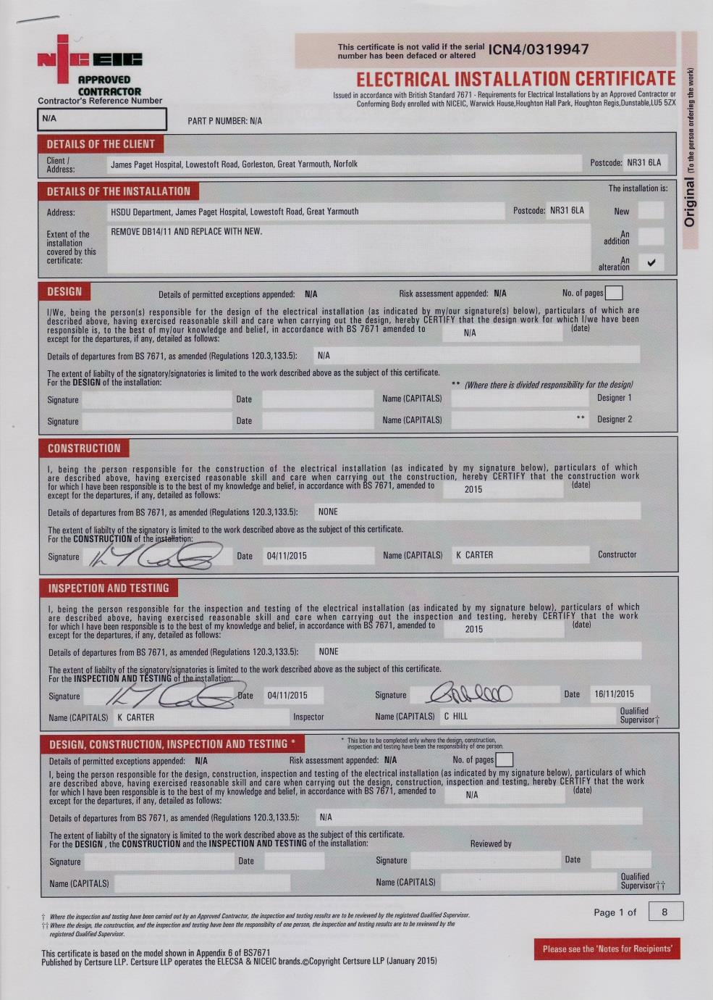 NICEIC
APPROVED
CONTRACTOR
This certificate is not valid if the serial
number has been defaced or altered
ICN4/0319947
ELECTRICAL INSTALLATION CERTIFICATE
Issued in accordance with British Standard 7671 - Requirements for Electrical Installations by an Approved Contractor or
Conforming Body enrolled with NICEIC, Warwick House,Houghton Hall Park, Houghton Regis,Dunstable,LU5 5ZX
Contractor's Reference Number
N/A
PART P NUMBER: N/A
Original (To the person ordering the work)
DETAILS OF THE CLIENT
Client /
Address:
James Paget Hospital, Lowestoft Road, Gorleston, Great Yarmouth, Norfolk
Postcode: NR31 6LA
DETAILS OF THE INSTALLATION
The installation is:
Address: HSDU Department, James Paget Hospital, Lowestoft Road, Great Yarmouth
Postcode: NR31 6LA
New
Extent of the
installation
covered by this
certificate:
REMOVE DB14/11 AND REPLACE WITH NEW.
An
addition
An
alteration ✔
DESIGN
Details of permitted exceptions appended: N/A Risk assessment appended: N/A No. of pages
I/We, being the person(s) responsible for the design of the electrical installation (as indicated by my/our signature(s) below), particulars of which are
described above, having exercised reasonable skill and care when carrying out the design, hereby CERTIFY that the design work for which I/we have been
responsible is, to the best of my/our knowledge and belief, in accordance with BS 7671 amended to N/A (date)
except for the departures, if any, detailed as follows:
Details of departures from BS 7671, as amended (Regulations 120.3,133.5): N/A
The extent of liabilty of the signatory/signatories is limited to the work described above as the subject of this certificate.
For the DESIGN of the installation:
** (Where there is divided responsibility for the design)
Signature Date Name (CAPITALS) Designer 1
Signature Date Name (CAPITALS) ** Designer 2
CONSTRUCTION
I, being the person responsible for the construction of the electrical installation (as indicated by my signature below), particulars of which
are described above, having exercised reasonable skill and care when carrying out the construction, hereby CERTIFY that the construction work
for which I have been responsible is to the best of my knowledge and belief, in accordance with BS 7671, amended to 2015 (date)
except for the departures, if any, detailed as follows:
Details of departures from BS 7671, as amended (Regulations 120.3,133.5): NONE
The extent of liabilty of the signatory is limited to the work described above as the subject of this certificate.
For the CONSTRUCTION of the installation:
Signature Date 04/11/2015 Name (CAPITALS) K CARTER Constructor
INSPECTION AND TESTING
I, being the person responsible for the inspection and testing of the electrical installation (as indicated by my signature below), particulars of which
are described above, having exercised reasonable skill and care when carrying out the inspection and testing, hereby CERTIFY that the work
for which I have been responsible is to the best of my knowledge and belief, in accordance with BS 7671, amended to 2015 (date)
except for the departures, if any, detailed as follows:
Details of departures from BS 7671, as amended (Regulations 120.3,133.5): NONE
The extent of liabilty of the signatory/signatories is limited to the work described above as the subject of this certificate.
For the INSPECTION AND TESTING of the installation:
Signature Date 04/11/2015 Signature Date 16/11/2015
Name (CAPITALS) K CARTER Inspector Name (CAPITALS) C HILL Qualified
Supervisor†
DESIGN, CONSTRUCTION, INSPECTION AND TESTING *
* This box to be completed only where the design, construction,
inspection and testing have been the responsibility of one person.
Details of permitted exceptions appended: N/A Risk assessment appended: N/A No. of pages
I, being the person responsible for the design, construction, inspection and testing of the electrical installation (as indicated by my signature below), particulars of which
are described above, having exercised reasonable skill and care when carrying out the design, construction, inspection and testing, hereby CERTIFY that the work
for which I have been responsible is to the best of my knowledge and belief, in accordance with BS 7671, amended to N/A (date)
except for the departures, if any, detailed as follows:
Details of departures from BS 7671, as amended (Regulations 120.3,133.5): N/A
The extent of liabilty of the signatory is limited to the work described above as the subject of this certificate.
For the DESIGN , the CONSTRUCTION and the INSPECTION AND TESTING of the installation:
Reviewed by
Signature Date Signature Date
Name (CAPITALS) Name (CAPITALS) Qualified
Supervisor††
† Where the inspection and testing have been carried out by an Approved Contractor, the inspection and testing results are to be reviewed by the registered Qualified Supervisor.
†† Where the design, the construction, and the inspection and testing have been the responsibilty of one person, the inspection and testing results are to be reviewed by the
registered Qualified Supervisor.
Page 1 of 8
This certificate is based on the model shown in Appendix 6 of BS7671
Published by Certsure LLP. Certsure LLP operates the ELECSA & NICEIC brands.©Copyright Certsure LLP (January 2015)
Please see the 'Notes for Recipients'